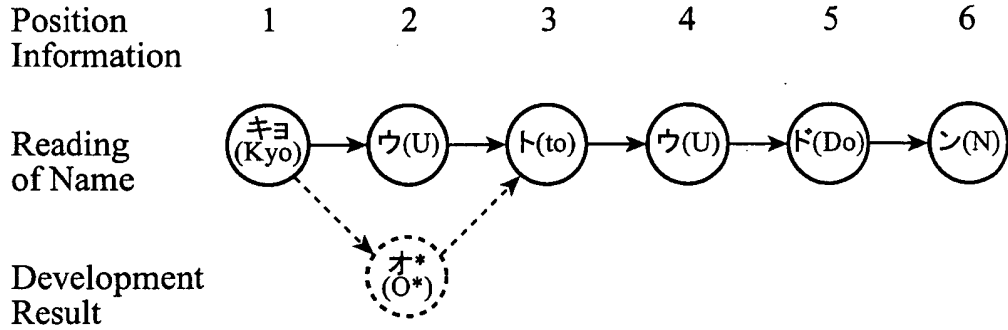 Position Information 1 2 3 4 5 6
Reading of Name
キョ (Kyo) ウ(U) ト(to) ウ(U) ド(Do) ン(N)
Development Result
オ* (O*)